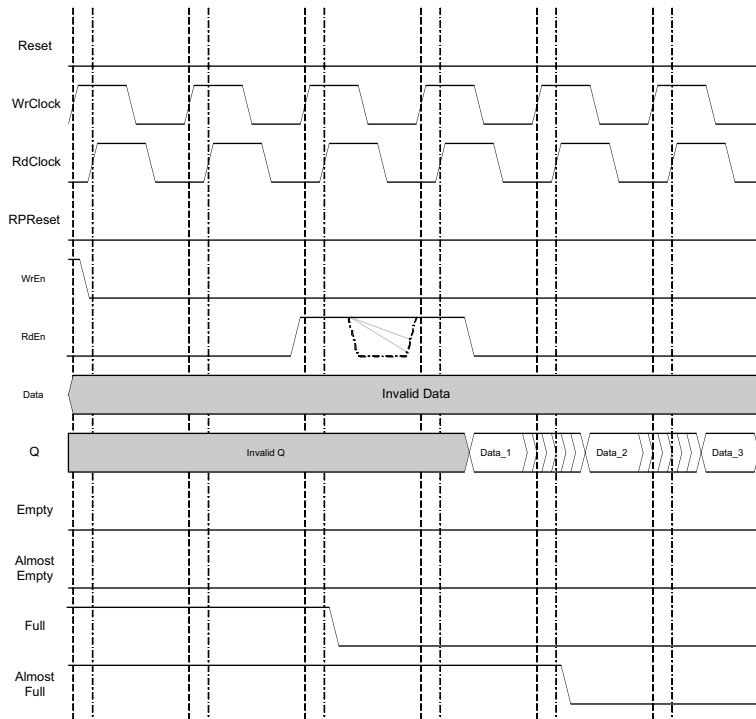 Reset
WrClock
RdClock
RPReset
WrEn
RdEn
Data
Invalid Data
Q
Invalid Q
Data_1
Data_2
Data_3
Empty
Almost
Empty
Full
Almost
Full